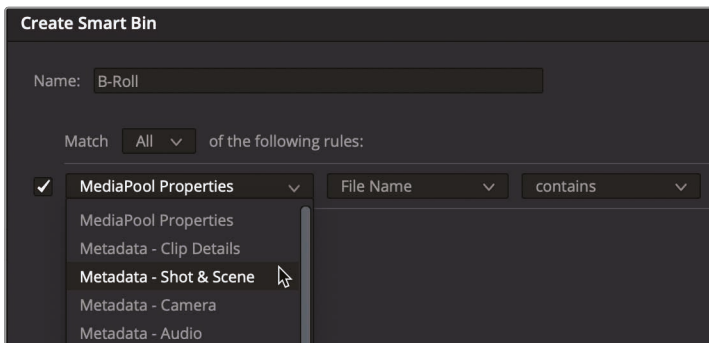 Create Smart Bin
Name: B-Roll
Match All of the following rules:
MediaPool Properties File Name contains
MediaPool Properties
Metadata - Clip Details
Metadata - Shot & Scene
Metadata - Camera
Metadata - Audio